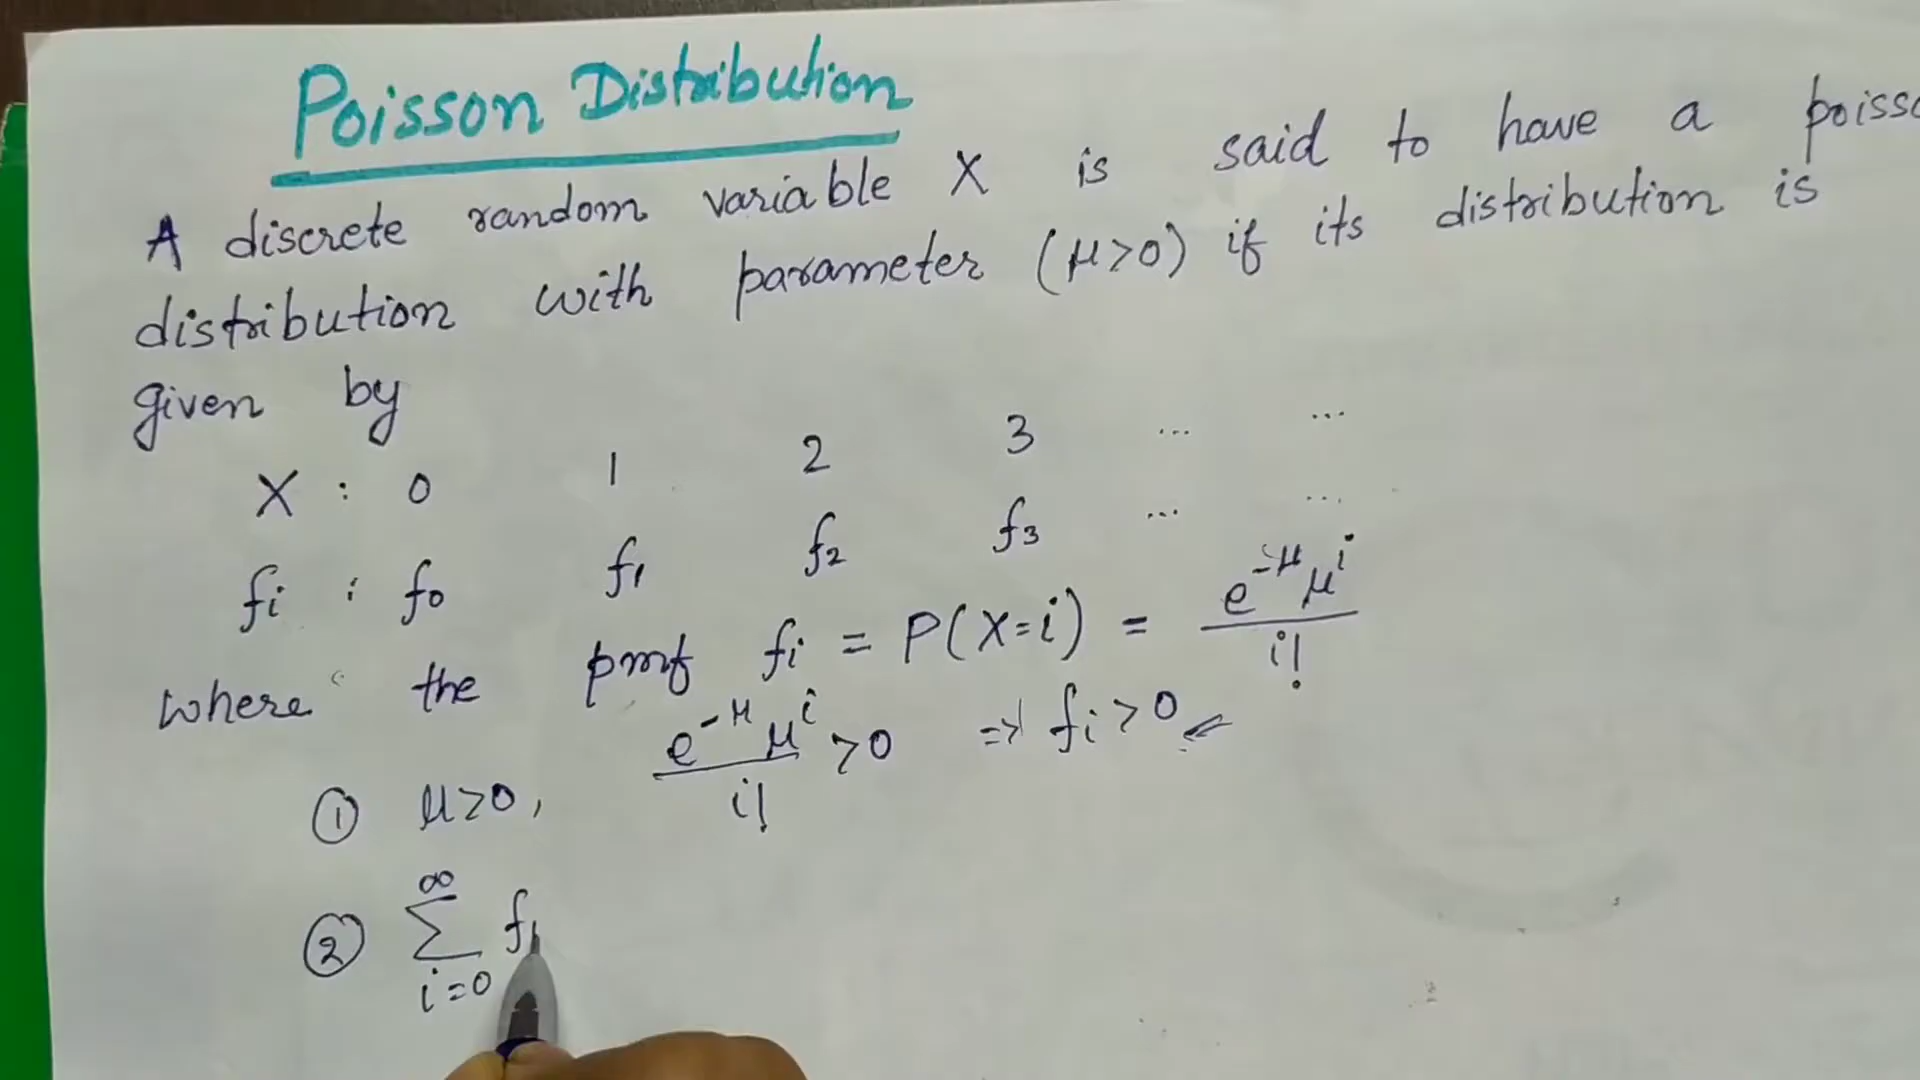 Poisson Distribution
A discrete random variable X is said to have a poisso
distribution with parameter (μ>0) if its distribution is
given by
X : 0 1 2 3 ... ...
fi : f0 f1 f2 f3 ... ...
where the pmf fi = P(X=i) = e^-μ μ^i / i!
① μ>0, e^-μ μ^i / i! >0 => fi >0
② ∑ i=0 ∞ fi